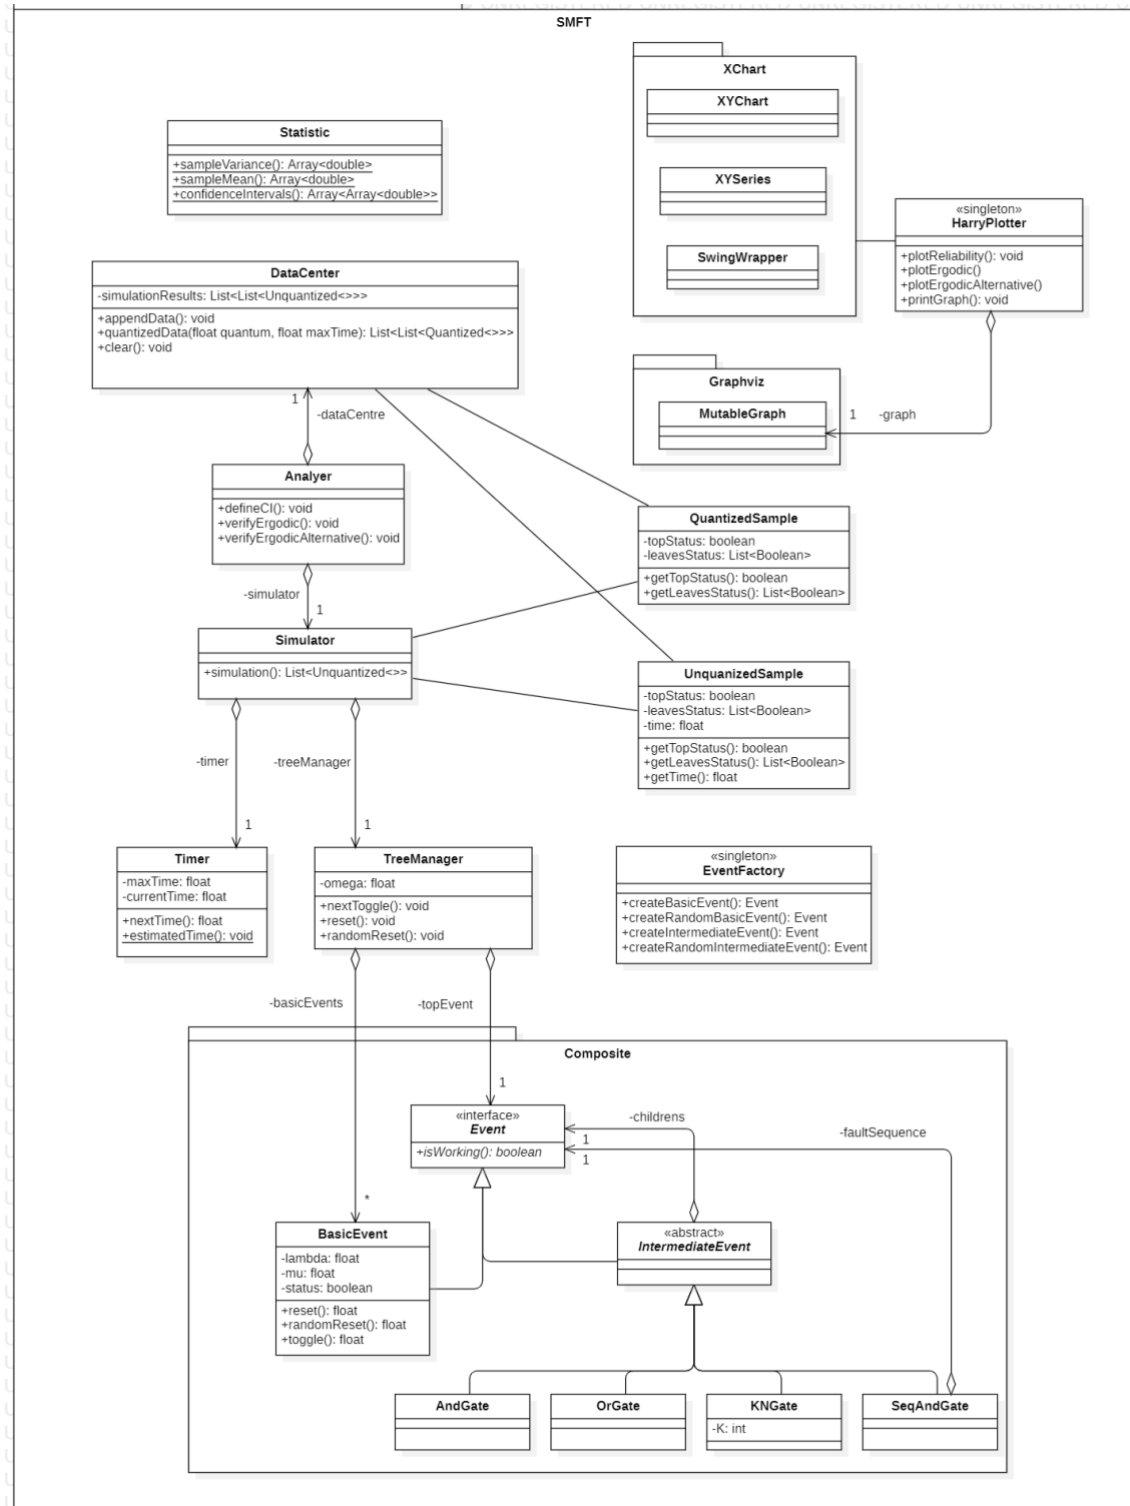 SMFT
XChart
XYChart
XYSeries
SwingWrapper
Statistic
+sampleVariance(): Array<double>
+sampleMean(): Array<double>
+confidenceIntervals(): Array<Array<double>>
«singleton»
HarryPlotter
+plotReliability(): void
+plotErgodic()
+plotErgodicAlternative()
+printGraph(): void
DataCenter
-simulationResults: List<List<Unquantized<>>>
+appendData(): void
+quantizedData(float quantum, float maxTime): List<List<Quantized<>>>
+clear(): void
Graphviz
MutableGraph
1
-graph
1
-dataCentre
Analyer
+defineCI(): void
+verifyErgodic(): void
+verifyErgodicAlternative(): void
QuantizedSample
-topStatus: boolean
-leavesStatus: List<Boolean>
+getTopStatus(): boolean
+getLeavesStatus(): List<Boolean>
-simulator
1
Simulator
+simulation(): List<Unquantized<>>
UnquanizedSample
-topStatus: boolean
-leavesStatus: List<Boolean>
-time: float
+getTopStatus(): boolean
+getLeavesStatus(): List<Boolean>
+getTime(): float
-timer
-treeManager
1
1
Timer
-maxTime: float
-currentTime: float
+nextTime(): float
+estimatedTime(): void
TreeManager
-omega: float
+nextToggle(): void
+reset(): void
+randomReset(): void
«singleton»
EventFactory
+createBasicEvent(): Event
+createRandomBasicEvent(): Event
+createIntermediateEvent(): Event
+createRandomIntermediateEvent(): Event
-basicEvents
-topEvent
Composite
1
«interface»
Event
+isWorking(): boolean
-childrens
1
-faultSequence
1
*
BasicEvent
-lambda: float
-mu: float
-status: boolean
+reset(): float
+randomReset(): float
+toggle(): float
«abstract»
IntermediateEvent
AndGate
OrGate
KNGate
-K: int
SeqAndGate